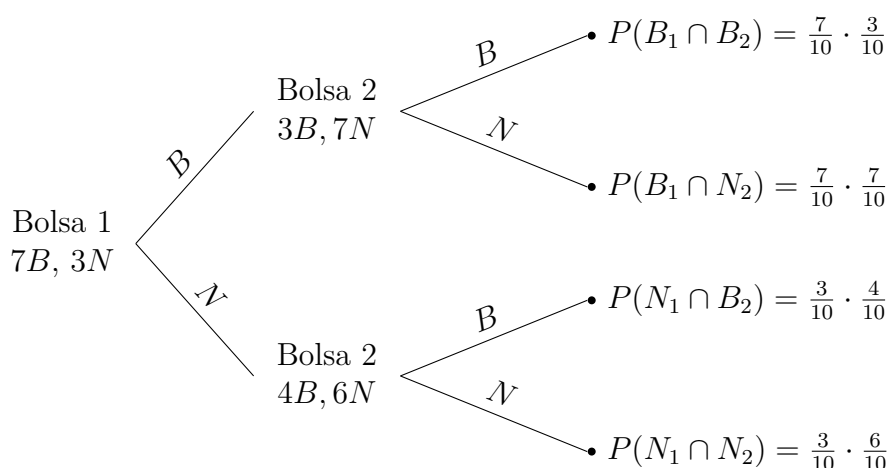 B
P(B₁ ∩ B₂) = 7/10 · 3/10
Bolsa 2
3B, 7N
N
P(B₁ ∩ N₂) = 7/10 · 7/10
B
Bolsa 1
7B, 3N
N
B
P(N₁ ∩ B₂) = 3/10 · 4/10
Bolsa 2
4B, 6N
N
P(N₁ ∩ N₂) = 3/10 · 6/10